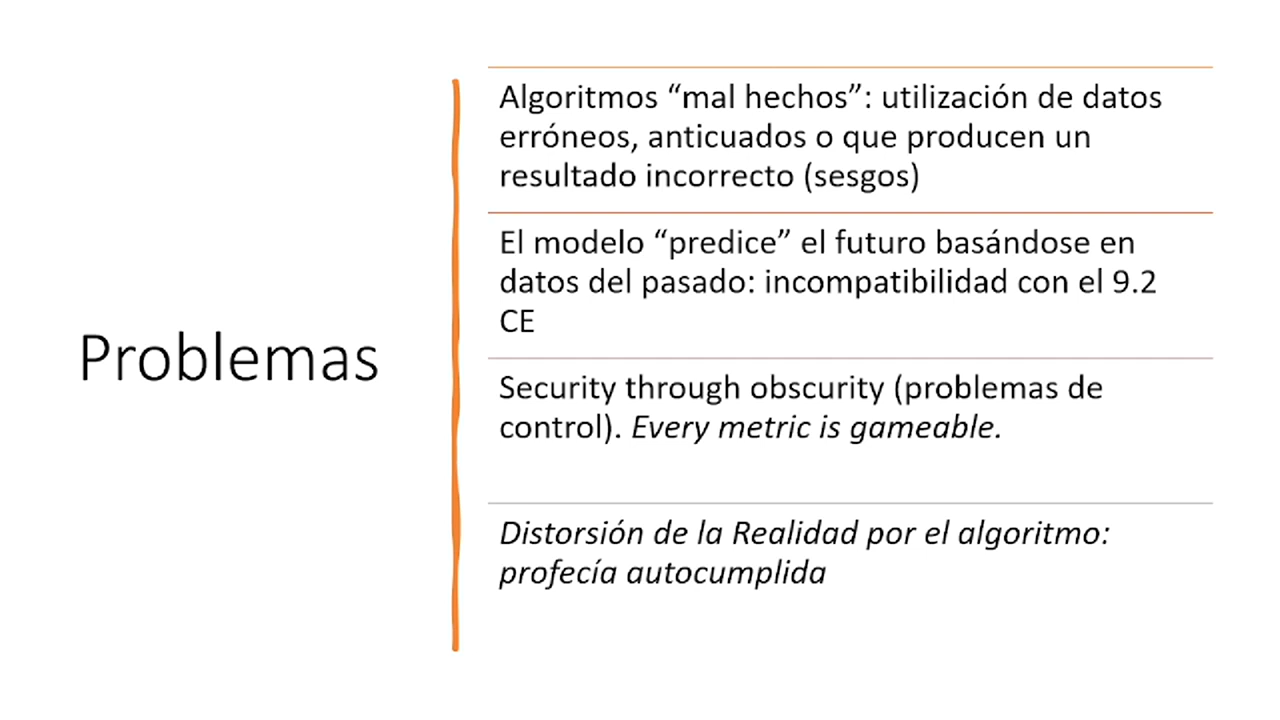 Problemas
Algoritmos “mal hechos”: utilización de datos
erróneos, anticuados o que producen un
resultado incorrecto (sesgos)
El modelo “predice” el futuro basándose en
datos del pasado: incompatibilidad con el 9.2
CE
Security through obscurity (problemas de
control). Every metric is gameable.
Distorsión de la Realidad por el algoritmo:
profecía autocumplida